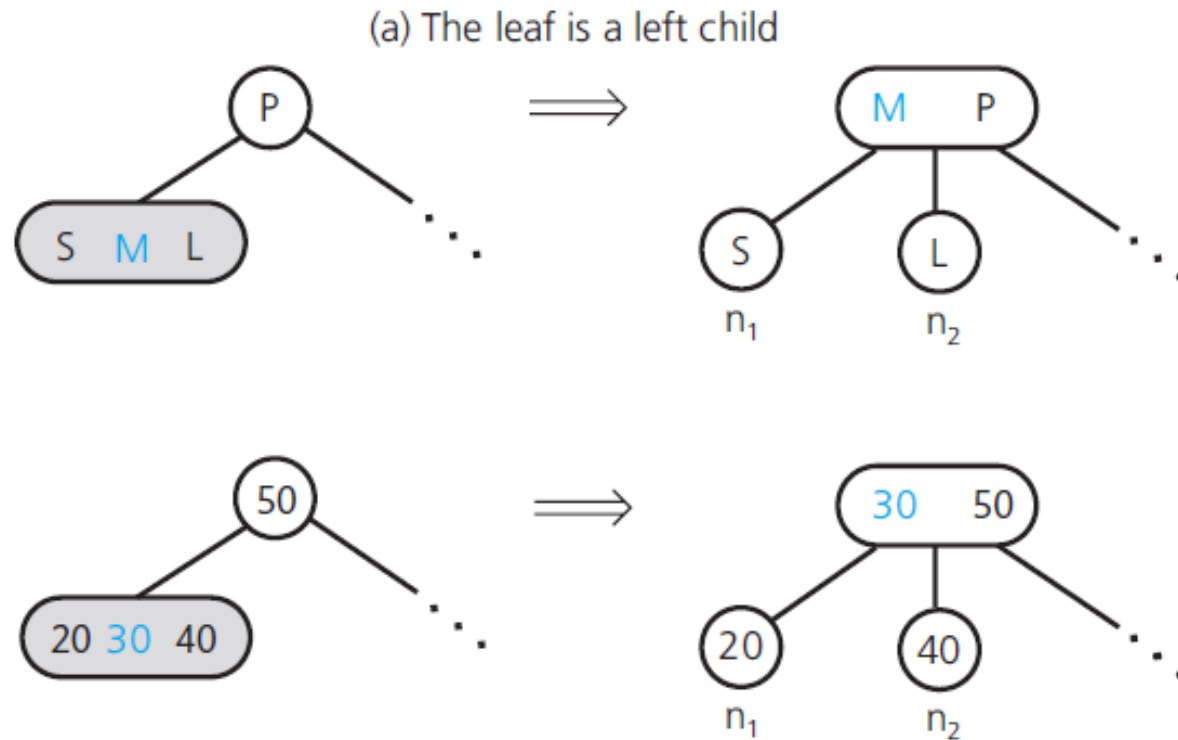 (a) The leaf is a left child
P
M P
S M L
S
L
n₁
n₂
50
30 50
20 30 40
20
40
n₁
n₂